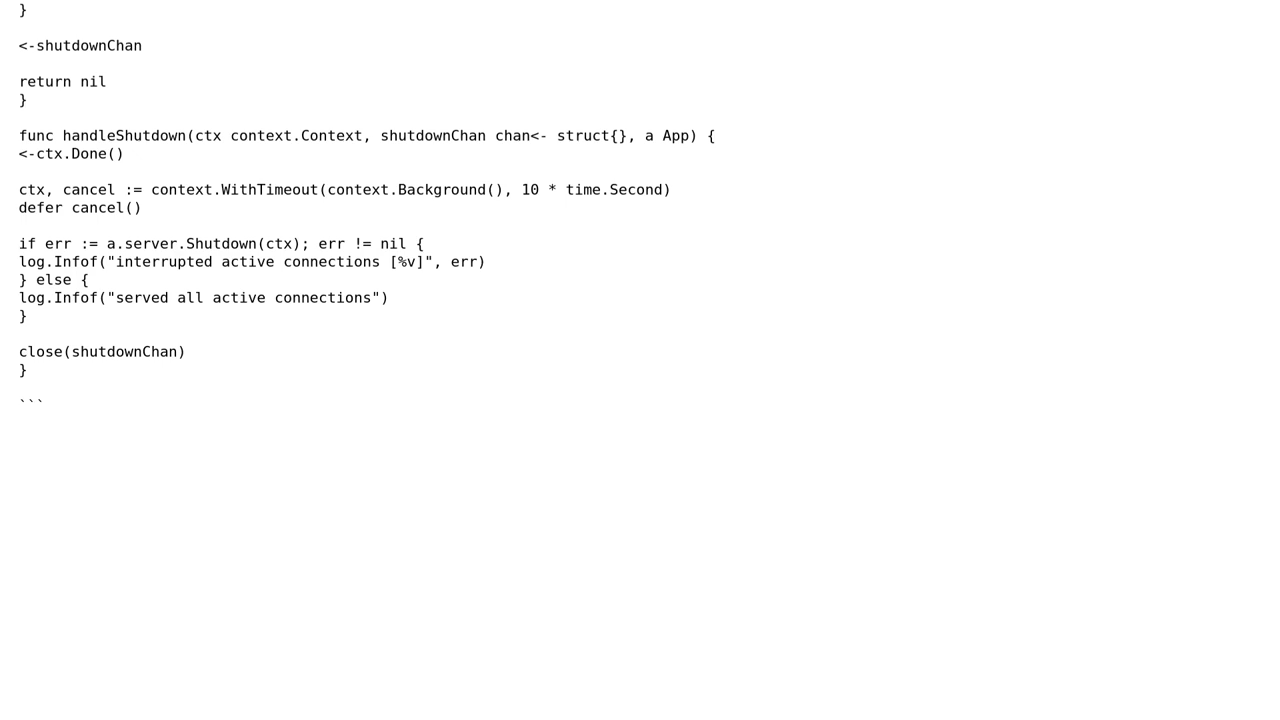 }
<-shutdownChan
return nil
}
func handleShutdown(ctx context.Context, shutdownChan chan<- struct{}, a App) {
<-ctx.Done()
ctx, cancel := context.WithTimeout(context.Background(), 10 * time.Second)
defer cancel()
if err := a.server.Shutdown(ctx); err != nil {
log.Infof("interrupted active connections [%v]", err)
} else {
log.Infof("served all active connections")
}
close(shutdownChan)
}
```